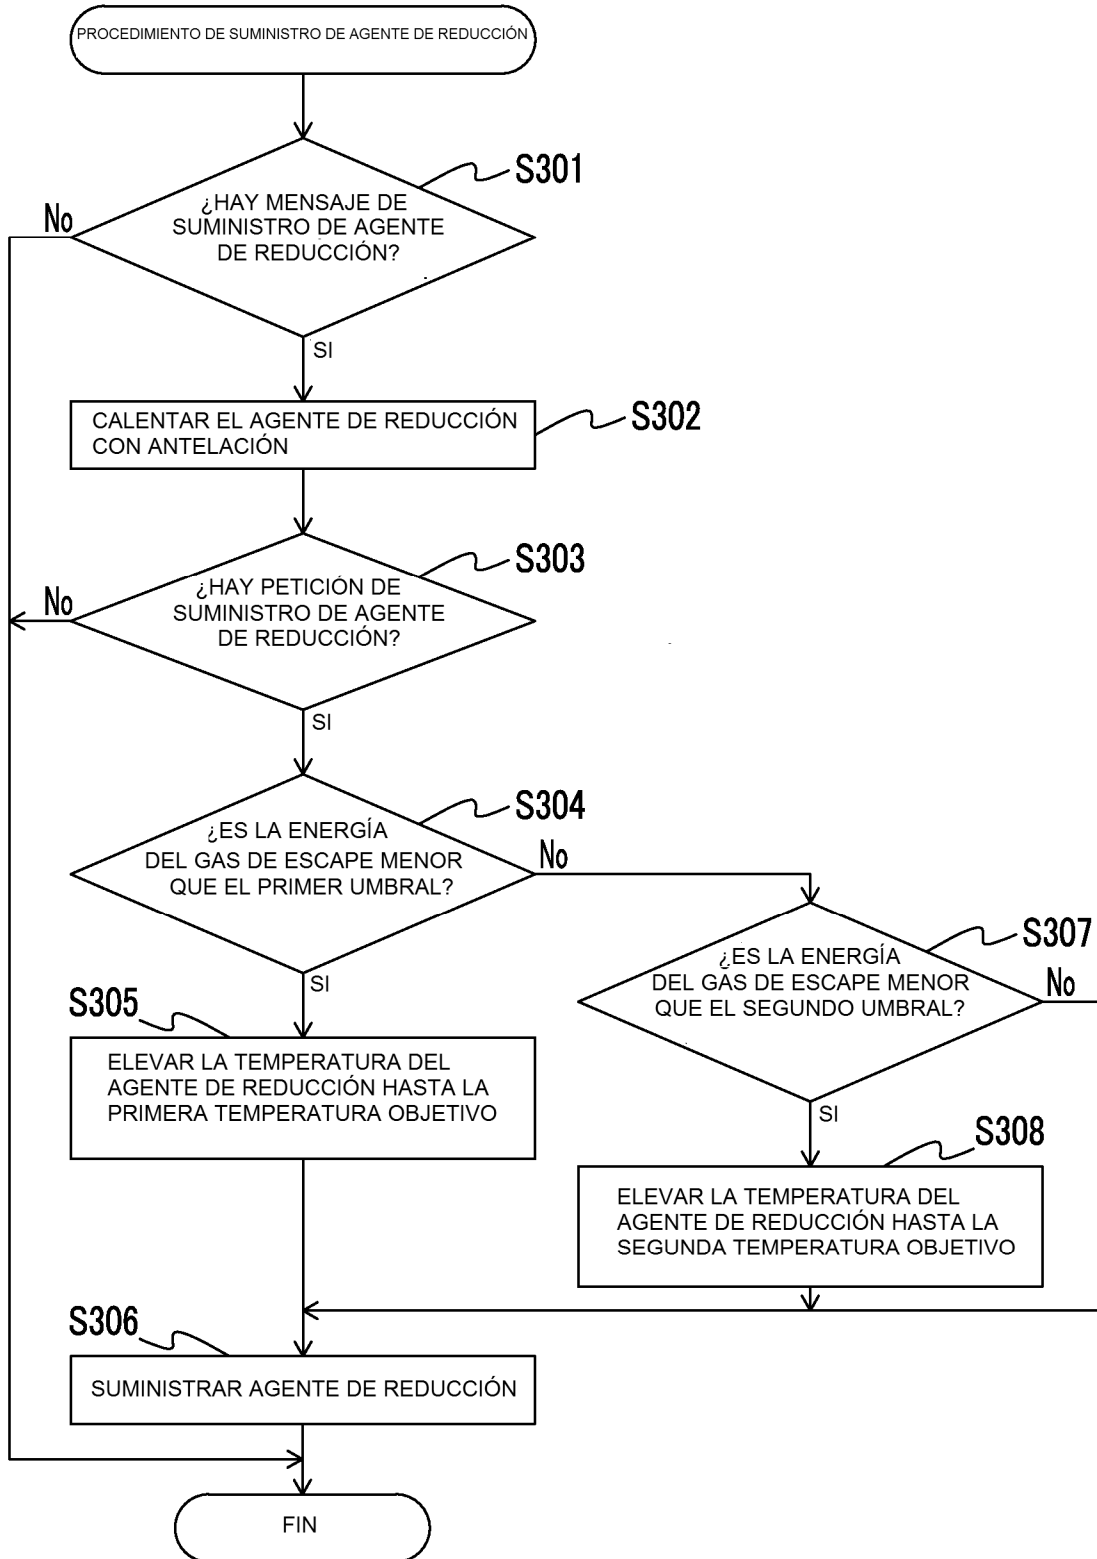 PROCEDIMIENTO DE SUMINISTRO DE AGENTE DE REDUCCIÓN
S301
¿HAY MENSAJE DE
SUMINISTRO DE AGENTE
DE REDUCCIÓN?
No
SI
CALENTAR EL AGENTE DE REDUCCIÓN
CON ANTELACIÓN
S302
S303
¿HAY PETICIÓN DE
SUMINISTRO DE AGENTE
DE REDUCCIÓN?
No
SI
S304
¿ES LA ENERGÍA
DEL GAS DE ESCAPE MENOR
QUE EL PRIMER UMBRAL?
No
SI
S307
¿ES LA ENERGÍA
DEL GAS DE ESCAPE MENOR
QUE EL SEGUNDO UMBRAL?
No
SI
S305
ELEVAR LA TEMPERATURA DEL
AGENTE DE REDUCCIÓN HASTA LA
PRIMERA TEMPERATURA OBJETIVO
S308
ELEVAR LA TEMPERATURA DEL
AGENTE DE REDUCCIÓN HASTA LA
SEGUNDA TEMPERATURA OBJETIVO
S306
SUMINISTRAR AGENTE DE REDUCCIÓN
FIN